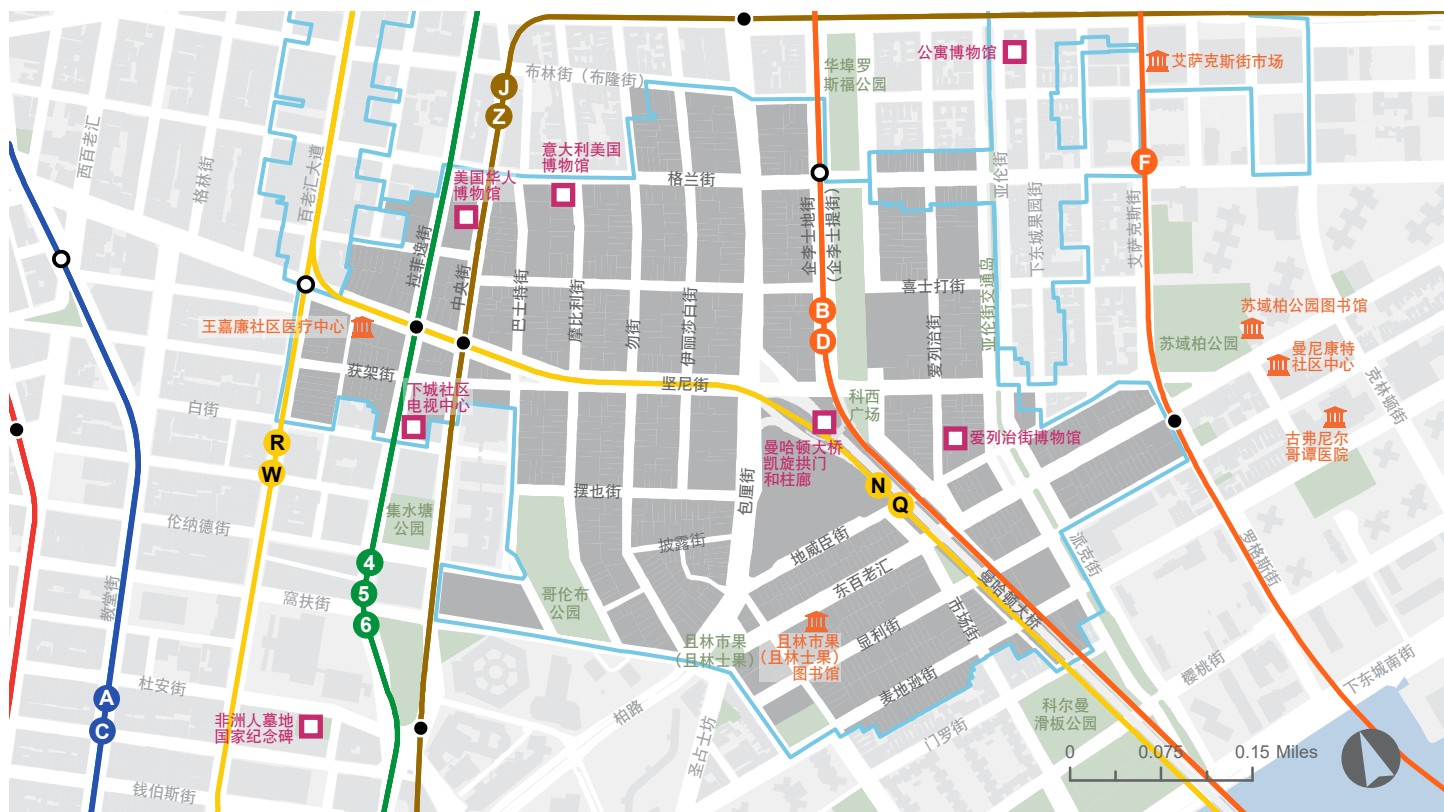 布林街（布隆街）
华埠罗
斯福公园
公寓博物馆
艾萨克斯街市场
J
Z
西百老汇
格林街
百老汇大道
意大利美国
博物馆
美国华人
博物馆
格兰街
F
亚伦街
下东城果园街
艾萨克斯街
企李士地街
（企李士提街）
拉菲逸街
中央街
巴士特街
摩比利街
勿街
伊丽莎白街
喜士打街
爱列治街
亚伦街交通岛
B
D
王嘉廉社区医疗中心
苏域柏公园图书馆
苏域柏公园
曼尼康特
社区中心
克林顿街
荻架街
坚尼街
下城社区
电视中心
白街
科西
广场
曼哈顿大桥
凯旋拱门
和柱廊
爱列治街博物馆
古弗尼尔
哥谭医院
R
W
N
Q
包厘街
摆也街
集水塘
公园
伦纳德街
披露街
地威臣街
东百老汇
派克街
罗格斯街
4
5
6
教堂街
窝扶街
哥伦布
公园
曼哈顿大桥
市场街
显利街
且林市果
（且林士果）
且林市果
（且林士果）
图书馆
麦地逊街
樱桃街
下东城南街
A
C
杜安街
非洲人墓地
国家纪念碑
柏路
圣占士坊
门罗街
科尔曼
滑板公园
钱伯斯街
0
0.075
0.15 Miles